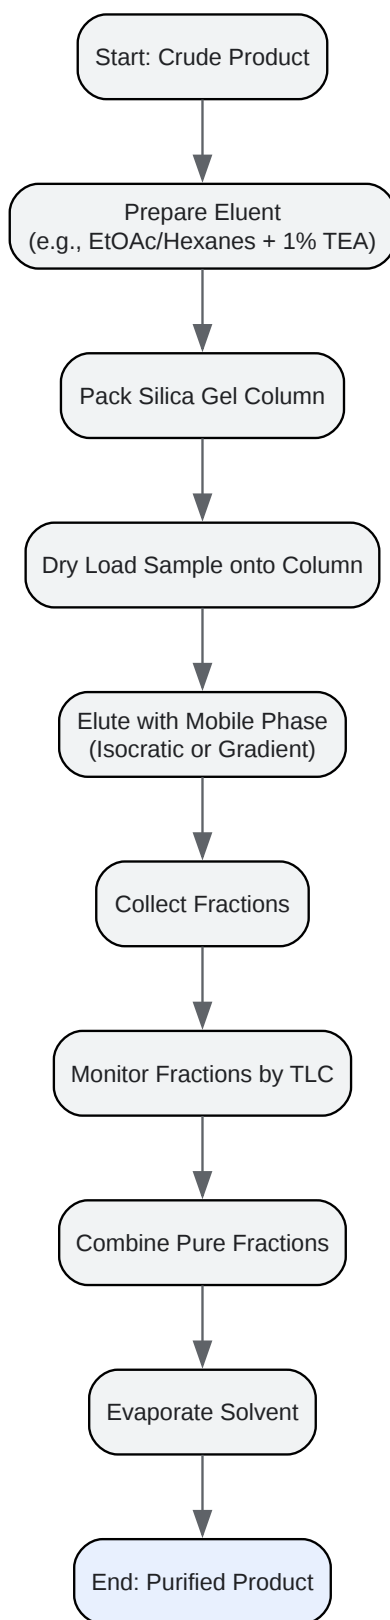 Start: Crude Product
Prepare Eluent
(e.g., EtOAc/Hexanes + 1% TEA)
Pack Silica Gel Column
Dry Load Sample onto Column
Elute with Mobile Phase
(Isocratic or Gradient)
Collect Fractions
Monitor Fractions by TLC
Combine Pure Fractions
Evaporate Solvent
End: Purified Product